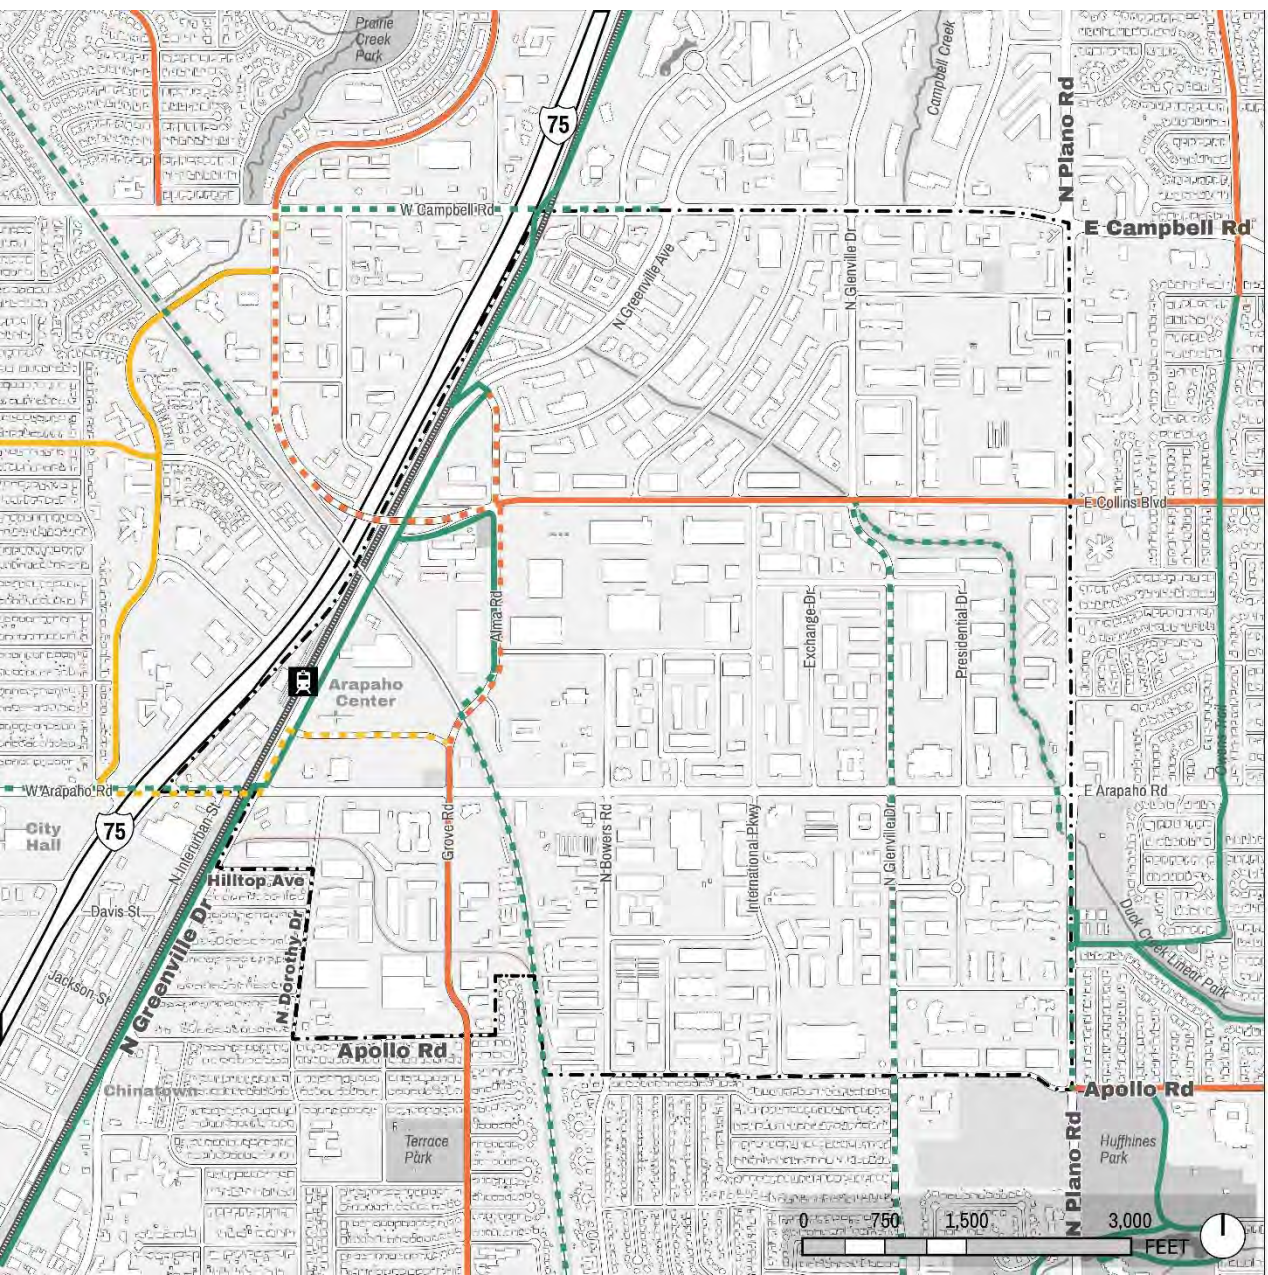 Prairie
Creek
Park
Campbell Creek
N Plano Rd
75
W Campbell Rd
E Campbell Rd
N Greenville Ave
N Glenville Dr
E Collins Blvd
Alma Rd
Exchange Dr
Presidential Dr
Arapaho
Center
Owens Trail
W Arapaho Rd
E Arapaho Rd
75
City
Hall
N Interurban St
Grove Rd
N Bowers Rd
International Pkwy
N Glenville Dr
Hilltop Ave
Davis St
Duck Creek Linear Park
N Greenville Dr
N Dorothy Dr
Jackson St
Apollo Rd
Chinatown
Apollo Rd
Terrace
Park
Huffhines
Park
N Plano Rd
0 750 1,500 3,000
FEET